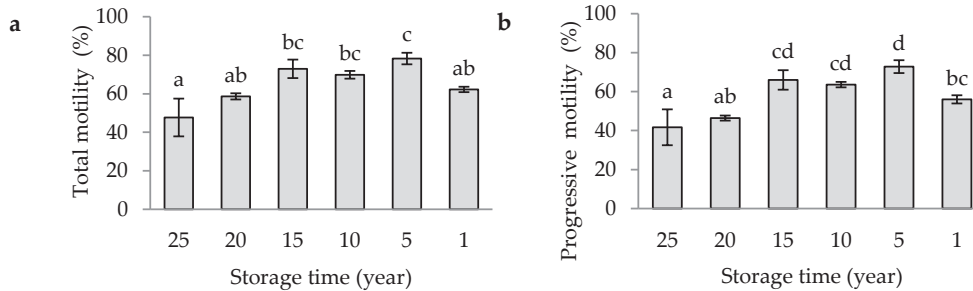 a
Total motility (%)
100
80
60
40
20
0
a
ab
bc
bc
c
ab
25 20 15 10 5 1
Storage time (year)
b
Progressive motility (%)
100
80
60
40
20
0
a
ab
cd
cd
d
bc
25 20 15 10 5 1
Storage time (year)